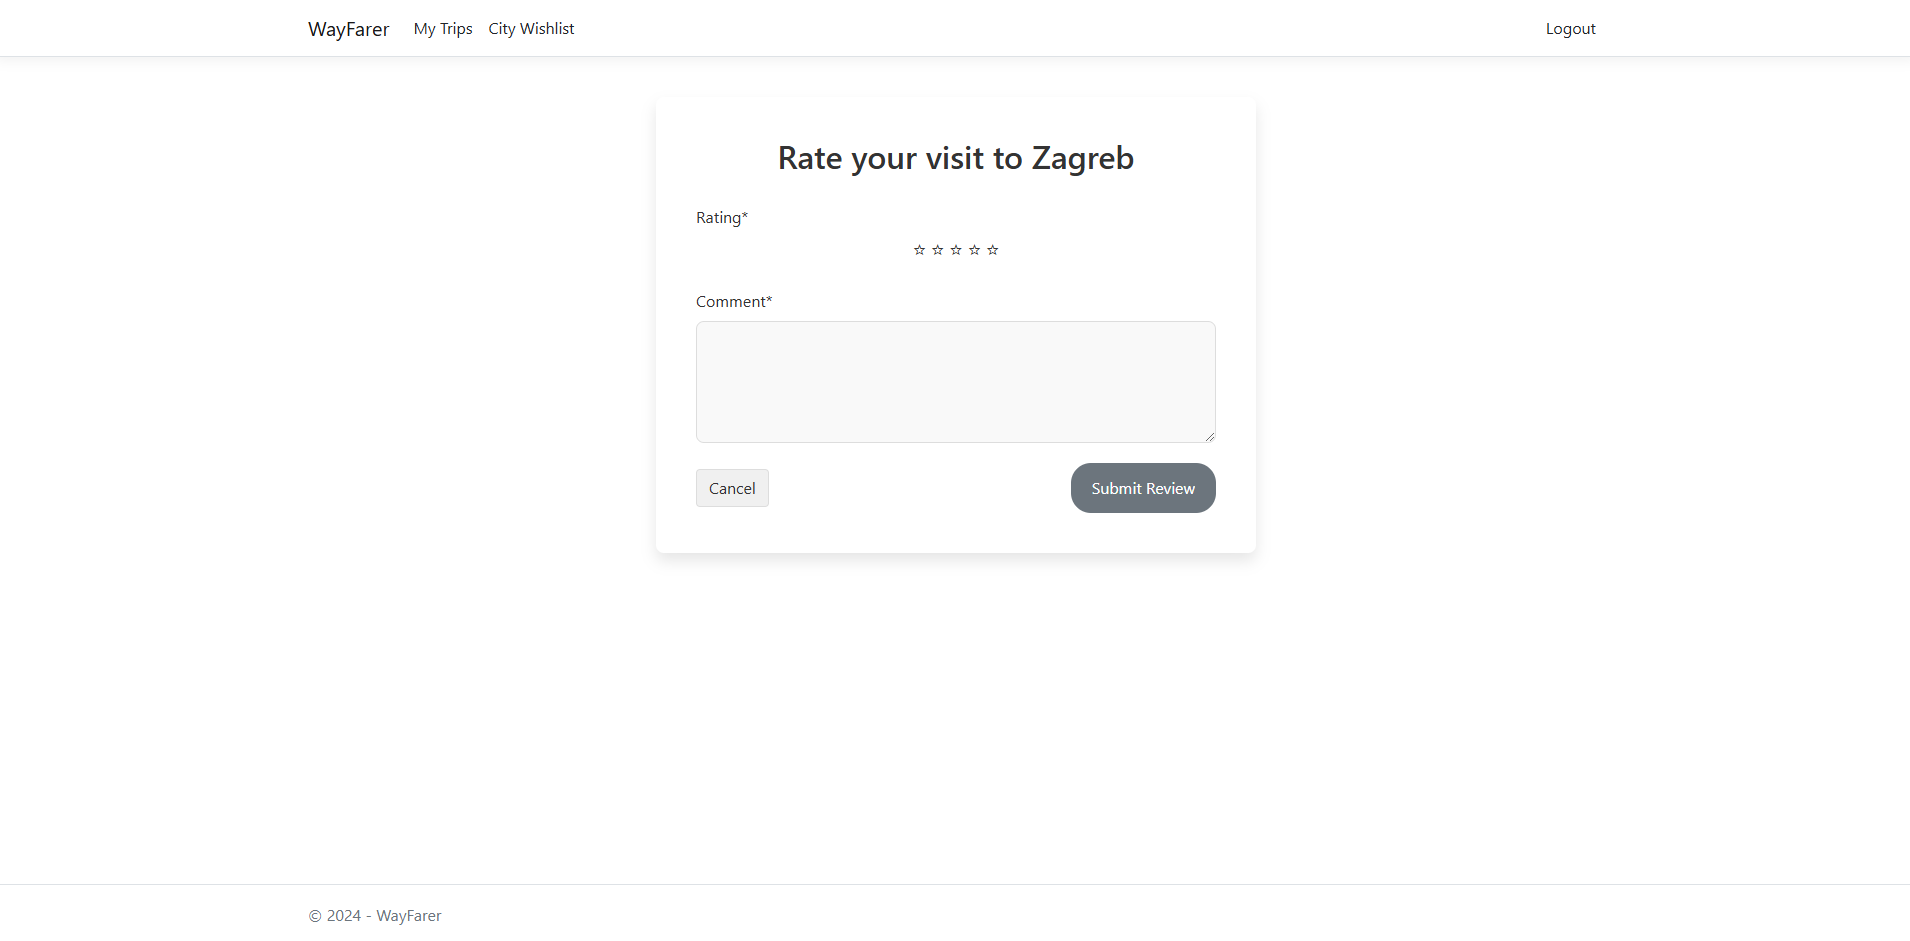 WayFarer My Trips City Wishlist Logout
Rate your visit to Zagreb
Rating*
☆ ☆ ☆ ☆ ☆
Comment*
Cancel Submit Review
© 2024 - WayFarer